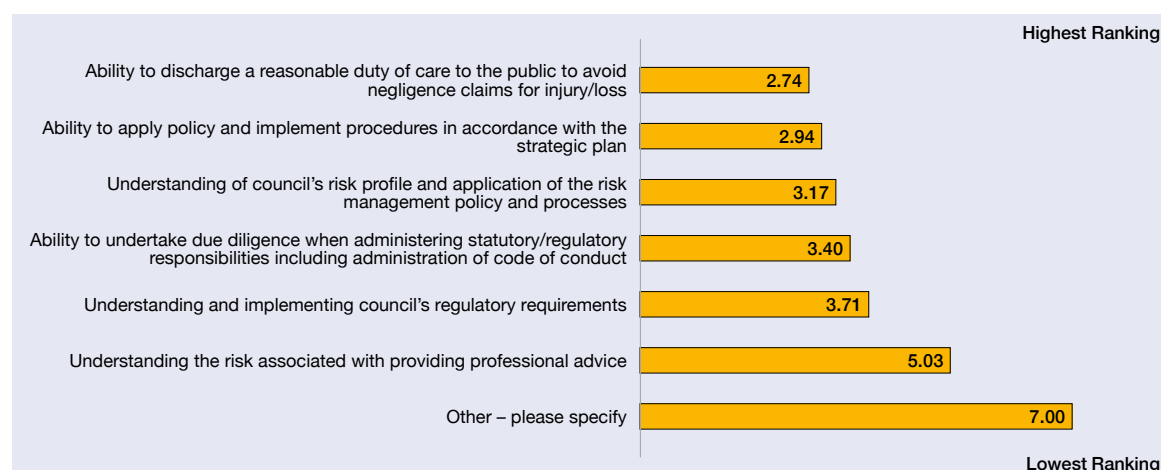 Highest Ranking
Ability to discharge a reasonable duty of care to the public to avoid
negligence claims for injury/loss
2.74
Ability to apply policy and implement procedures in accordance with the
strategic plan
2.94
Understanding of council’s risk profile and application of the risk
management policy and processes
3.17
Ability to undertake due diligence when administering statutory/regulatory
responsibilities including administration of code of conduct
3.40
Understanding and implementing council’s regulatory requirements
3.71
Understanding the risk associated with providing professional advice
5.03
Other – please specify
7.00
Lowest Ranking